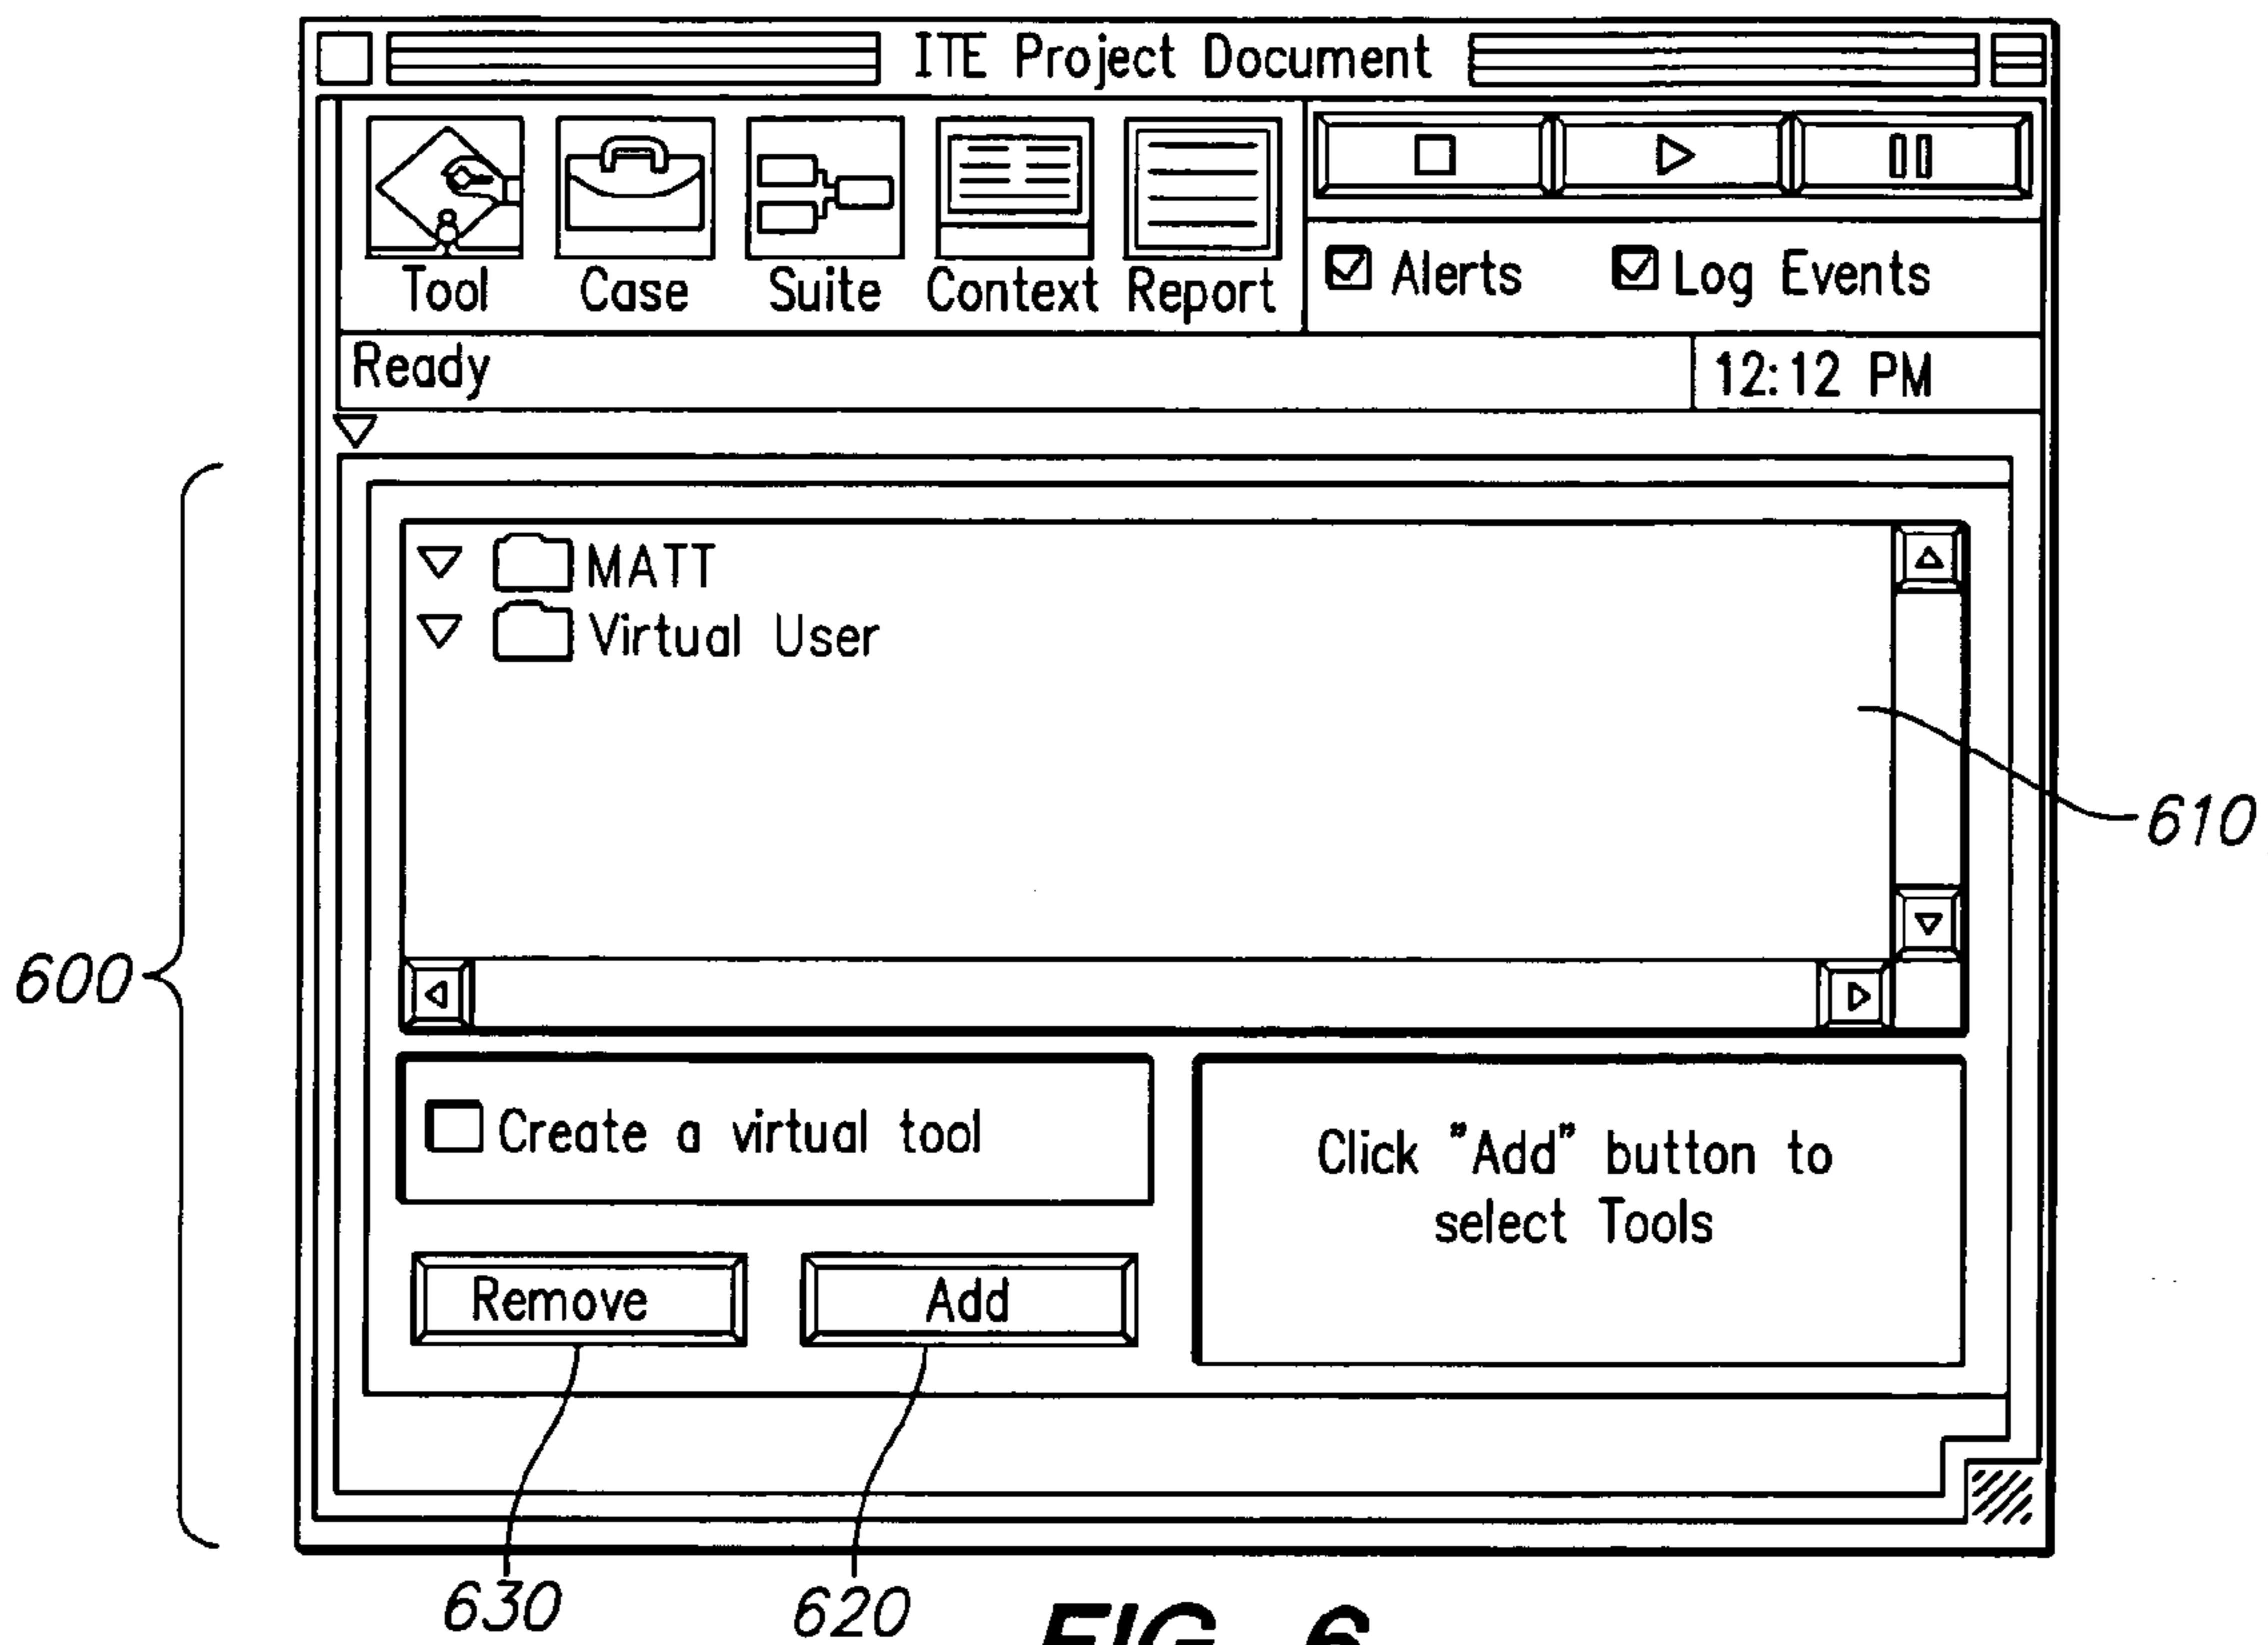 ITE Project Document
Tool Case Suite Context Report
Alerts Log Events
Ready 12:12 PM
MATT
Virtual User
610
600
Create a virtual tool
Click "Add" button to
select Tools
Remove Add
630 620
FIG. 6